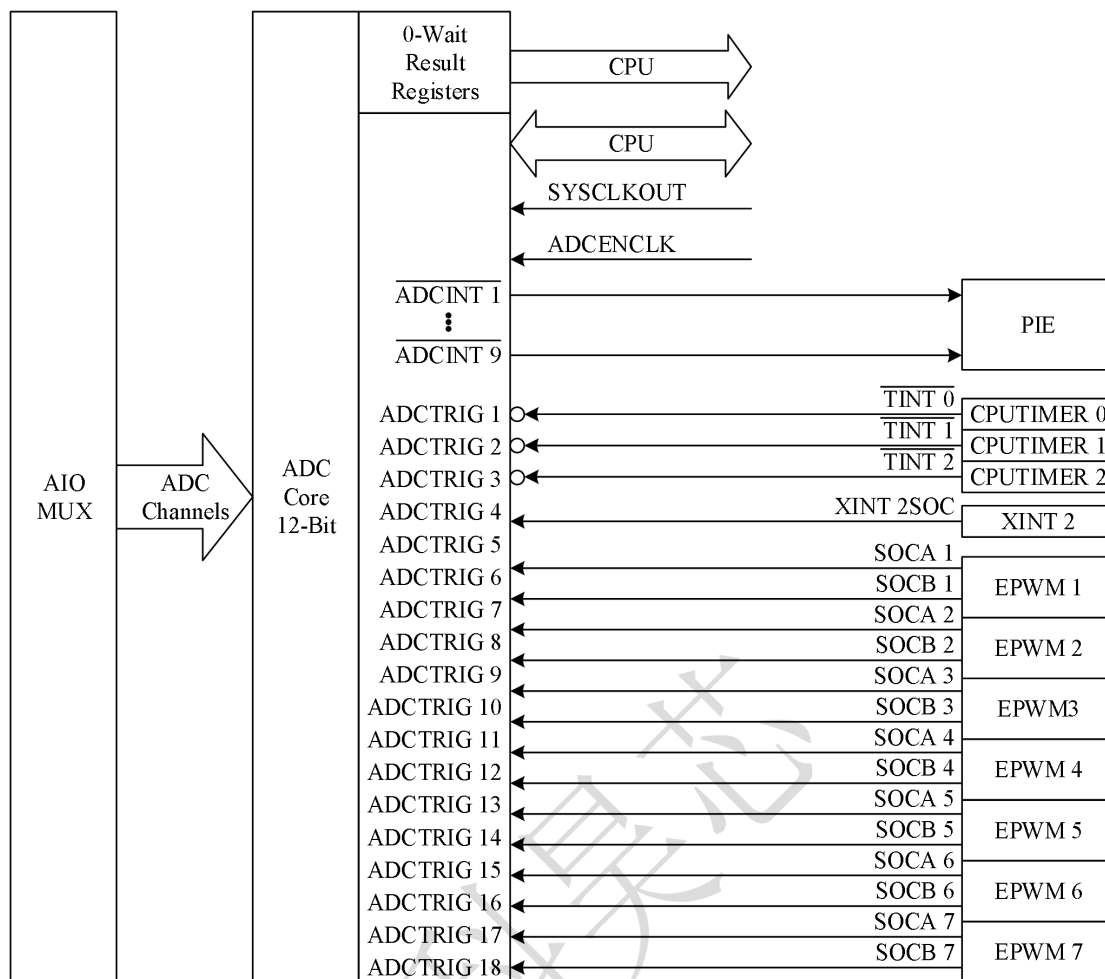 0-Wait
Result
Registers
CPU
CPU
SYSCLKOUT
ADCENCLK
ADCINT 1
ADCINT 9
PIE
ADCTRIG 1
TINT 0
CPUTIMER 0
ADCTRIG 2
TINT 1
CPUTIMER 1
ADCTRIG 3
TINT 2
CPUTIMER 2
AIO
MUX
ADC
Channels
ADC
Core
12-Bit
ADCTRIG 4
XINT 2SOC
XINT 2
ADCTRIG 5
ADCTRIG 6
SOCA 1
SOCB 1
EPWM 1
ADCTRIG 7
ADCTRIG 8
SOCA 2
SOCB 2
EPWM 2
ADCTRIG 9
ADCTRIG 10
SOCA 3
SOCB 3
EPWM3
ADCTRIG 11
ADCTRIG 12
SOCA 4
SOCB 4
EPWM 4
ADCTRIG 13
ADCTRIG 14
SOCA 5
SOCB 5
EPWM 5
ADCTRIG 15
ADCTRIG 16
SOCA 6
SOCB 6
EPWM 6
ADCTRIG 17
ADCTRIG 18
SOCA 7
SOCB 7
EPWM 7
昊芯